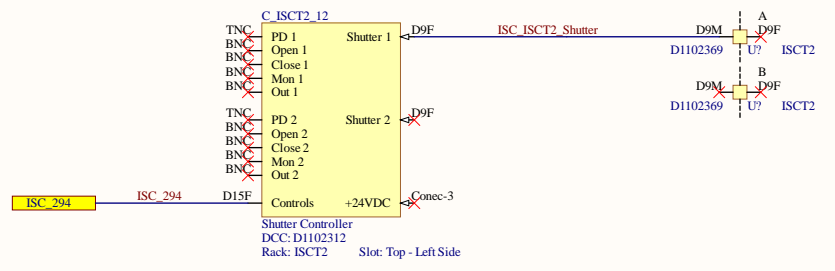 C_ISCT2_12
TNC PD 1 Shutter 1 D9F ISC_ISCT2_Shutter D9M A D9F
BNC Open 1 D1102369 U? ISCT2
BNC Close 1
BNC Mon 1 D9M B D9F
BNC Out 1 D1102369 U? ISCT2
TNC PD 2 Shutter 2 D9F
BNC Open 2
BNC Close 2
BNC Mon 2
BNC Out 2
ISC_294 ISC_294 D15F Controls +24VDC Conec-3
Shutter Controller
DCC: D1102312
Rack: ISCT2 Slot: Top - Left Side